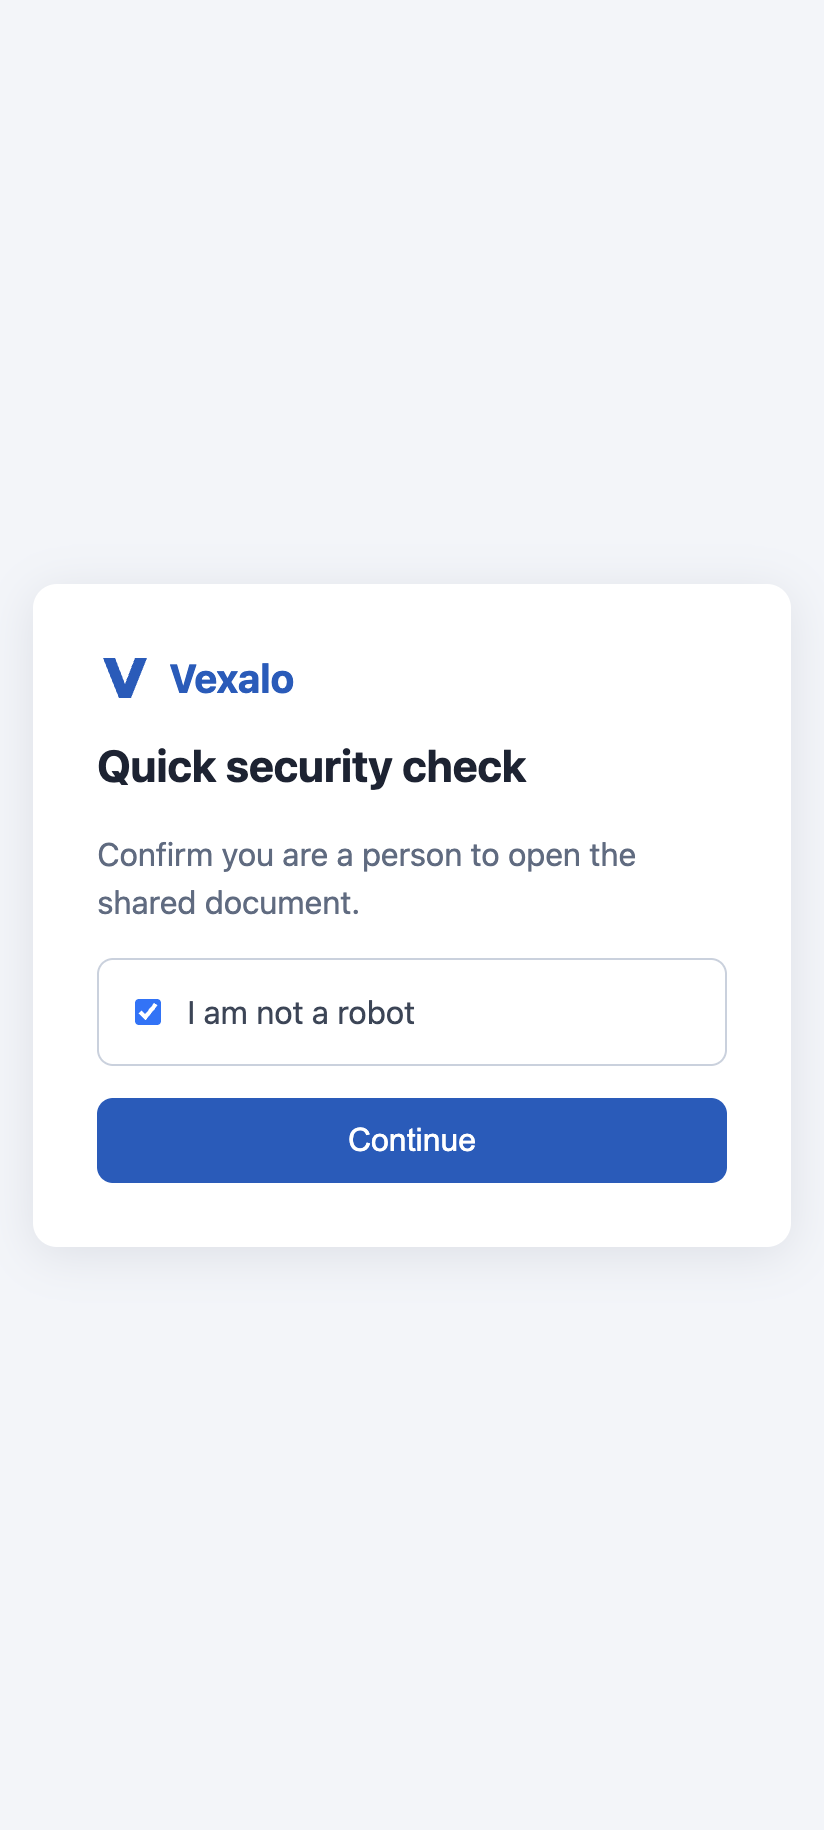 Vexalo
Quick security check
Confirm you are a person to open the
shared document.
I am not a robot
Continue